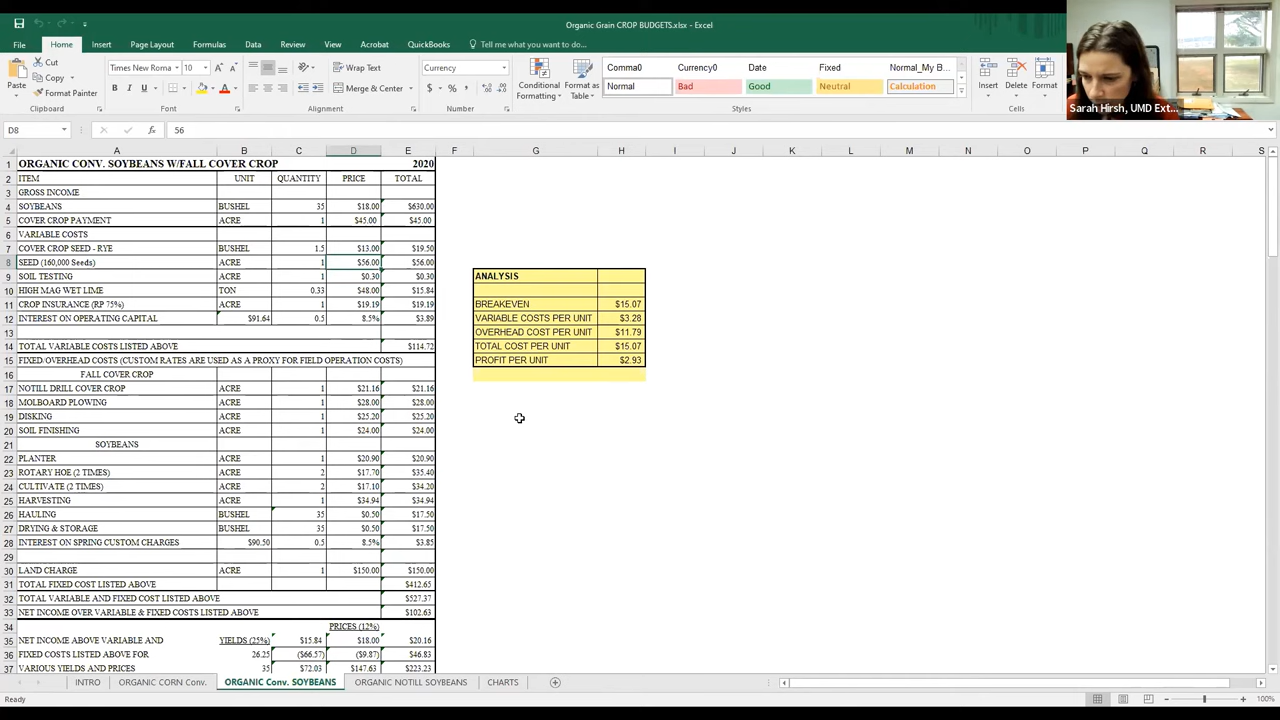 Organic Grain CROP BUDGETS.xlsx - Excel
File Home Insert Page Layout Formulas Data Review View Acrobat QuickBooks Tell me what you want to do...
Cut
Copy
Format Painter
Paste
Clipboard
Times New Roma 10
B I U
Font
Wrap Text
Merge & Center
Alignment
Currency
$ % ,
Number
Conditional Formatting
Format as Table
Comma0 Currency0 Date Fixed Normal_My B...
Normal Bad Good Neutral Calculation
Styles
Insert Delete Format
Cells
Sarah Hirsh, UMD Ext...
D8 fx 56
A B C D E F G H I J K L M N O P Q R S
1 ORGANIC CONV. SOYBEANS W/FALL COVER CROP 2020
2 ITEM UNIT QUANTITY PRICE TOTAL
3 GROSS INCOME
4 SOYBEANS BUSHEL 35 $18.00 $630.00
5 COVER CROP PAYMENT ACRE 1 $45.00 $45.00
6 VARIABLE COSTS
7 COVER CROP SEED - RYE BUSHEL 1.5 $13.00 $19.50
8 SEED (160,000 Seeds) ACRE 1 $56.00 $56.00
9 SOIL TESTING ACRE 1 $0.30 $0.30
10 HIGH MAG WET LIME TON 0.33 $48.00 $15.84
11 CROP INSURANCE (RP 75%) ACRE 1 $19.19 $19.19
12 INTEREST ON OPERATING CAPITAL $91.64 0.5 8.5% $3.89
13
14 TOTAL VARIABLE COSTS LISTED ABOVE $114.72
15 FIXED/OVERHEAD COSTS (CUSTOM RATES ARE USED AS A PROXY FOR FIELD OPERATION COSTS)
16 FALL COVER CROP
17 NOTILL DRILL COVER CROP ACRE 1 $21.16 $21.16
18 MOLBOARD PLOWING ACRE 1 $28.00 $28.00
19 DISKING ACRE 1 $25.20 $25.20
20 SOIL FINISHING ACRE 1 $24.00 $24.00
21 SOYBEANS
22 PLANTER ACRE 1 $20.90 $20.90
23 ROTARY HOE (2 TIMES) ACRE 2 $17.70 $35.40
24 CULTIVATE (2 TIMES) ACRE 2 $17.10 $34.20
25 HARVESTING ACRE 1 $34.94 $34.94
26 HAULING BUSHEL 35 $0.50 $17.50
27 DRYING & STORAGE BUSHEL 35 $0.50 $17.50
28 INTEREST ON SPRING CUSTOM CHARGES $90.50 0.5 8.5% $3.85
29
30 LAND CHARGE ACRE 1 $150.00 $150.00
31 TOTAL FIXED COST LISTED ABOVE $412.65
32 TOTAL VARIABLE AND FIXED COST LISTED ABOVE $527.37
33 NET INCOME OVER VARIABLE & FIXED COSTS LISTED ABOVE $102.63
34 PRICES (12%)
35 NET INCOME ABOVE VARIABLE AND YIELDS (25%) $15.84 $18.00 $20.16
36 FIXED COSTS LISTED ABOVE FOR 26.25 ($66.57) ($9.87) $46.83
37 VARIOUS YIELDS AND PRICES 35 $72.03 $147.63 $223.23
ANALYSIS
BREAKEVEN $15.07
VARIABLE COSTS PER UNIT $3.28
OVERHEAD COST PER UNIT $11.79
TOTAL COST PER UNIT $15.07
PROFIT PER UNIT $2.93
INTRO ORGANIC CORN Conv. ORGANIC Conv. SOYBEANS ORGANIC NOTILL SOYBEANS CHARTS
Ready 100%